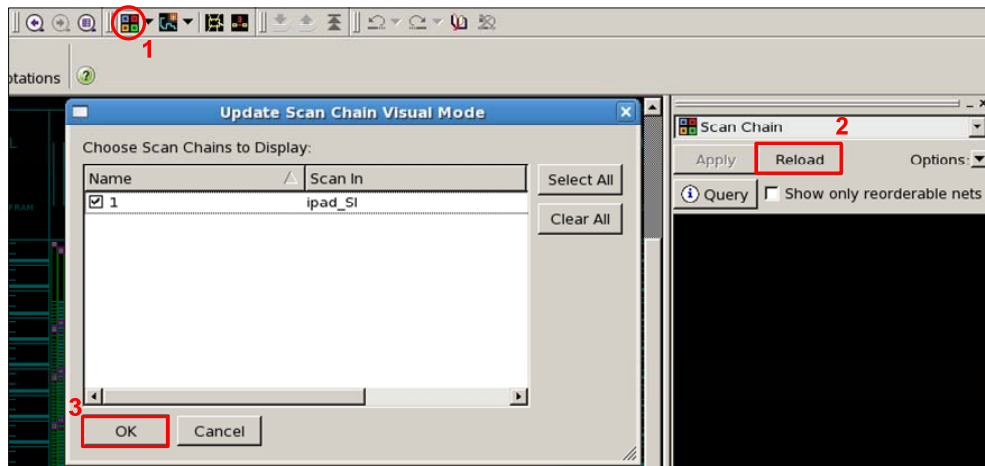 1
otations
Update Scan Chain Visual Mode
Choose Scan Chains to Display:
Name Scan In
1 ipad_SI
Select All
Clear All
3
OK Cancel
Scan Chain
2
Apply Reload Options:
Query Show only reorderable nets